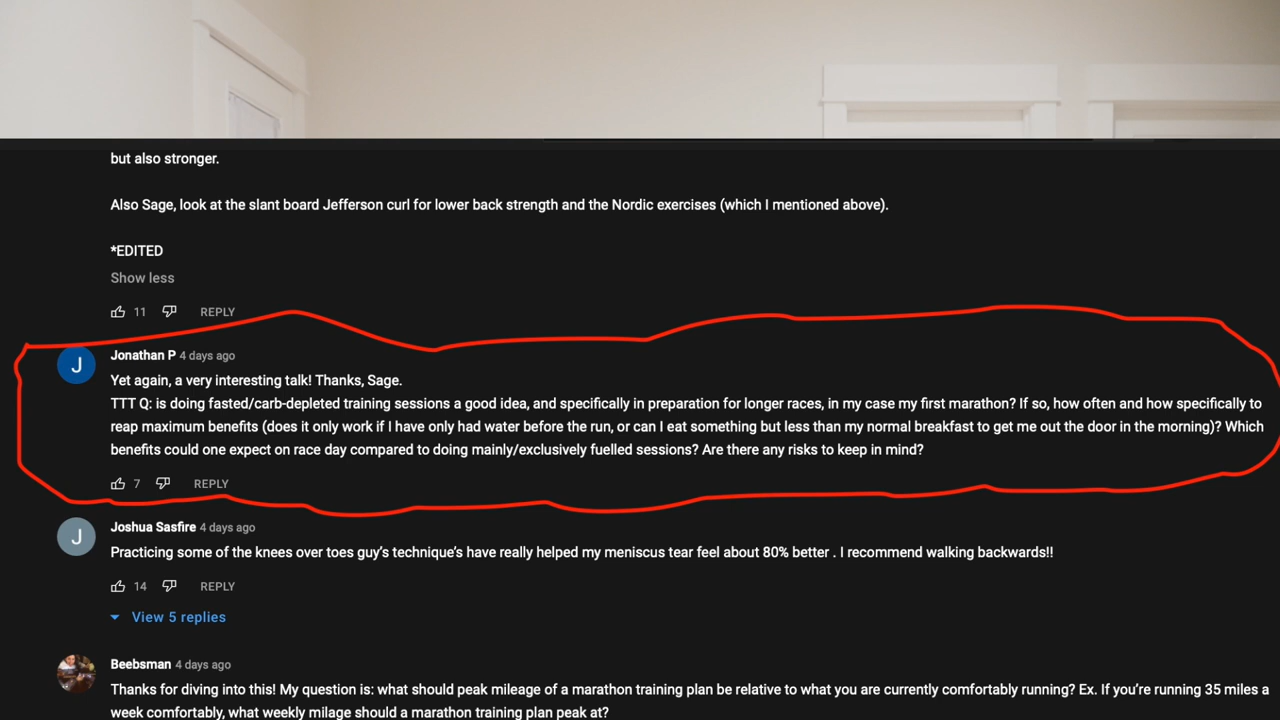 but also stronger.
Also Sage, look at the slant board Jefferson curl for lower back strength and the Nordic exercises (which I mentioned above).
*EDITED
Show less
11 REPLY
J
Jonathan P 4 days ago
Yet again, a very interesting talk! Thanks, Sage.
TTT Q: is doing fasted/carb-depleted training sessions a good idea, and specifically in preparation for longer races, in my case my first marathon? If so, how often and how specifically to
reap maximum benefits (does it only work if I have only had water before the run, or can I eat something but less than my normal breakfast to get me out the door in the morning)? Which
benefits could one expect on race day compared to doing mainly/exclusively fuelled sessions? Are there any risks to keep in mind?
7 REPLY
J
Joshua Sasfire 4 days ago
Practicing some of the knees over toes guy's technique's have really helped my meniscus tear feel about 80% better . I recommend walking backwards!!
14 REPLY
View 5 replies
Beebsman 4 days ago
Thanks for diving into this! My question is: what should peak mileage of a marathon training plan be relative to what you are currently comfortably running? Ex. If you're running 35 miles a
week comfortably, what weekly milage should a marathon training plan peak at?